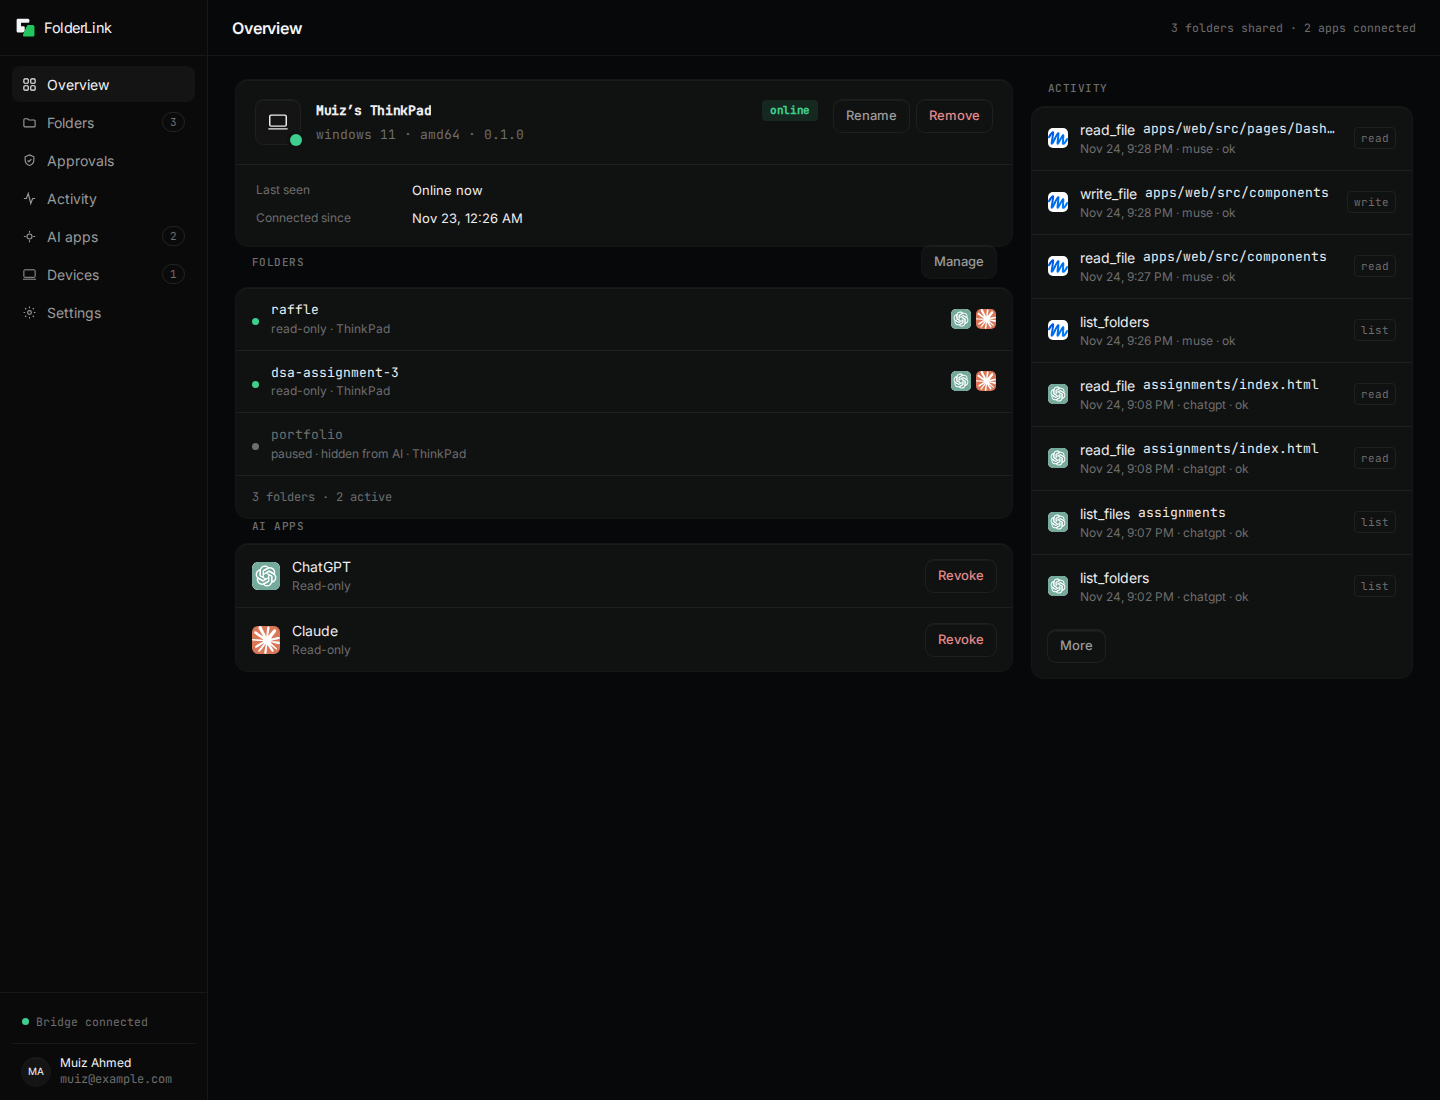 FolderLink
Overview
Folders 3
Approvals
Activity
AI apps 2
Devices 1
Settings
Bridge connected
MA
Muiz Ahmed
muiz@example.com
Overview
3 folders shared · 2 apps connected
Muiz's ThinkPad
windows 11 · amd64 · 0.1.0
online
Rename
Remove
Last seen Online now
Connected since Nov 23, 12:26 AM
FOLDERS
Manage
raffle
read-only · ThinkPad
dsa-assignment-3
read-only · ThinkPad
portfolio
paused · hidden from AI · ThinkPad
3 folders · 2 active
AI APPS
ChatGPT
Read-only
Revoke
Claude
Read-only
Revoke
ACTIVITY
read_file apps/web/src/pages/Dash…
Nov 24, 9:28 PM · muse · ok
read
write_file apps/web/src/components
Nov 24, 9:28 PM · muse · ok
write
read_file apps/web/src/components
Nov 24, 9:27 PM · muse · ok
read
list_folders
Nov 24, 9:26 PM · muse · ok
list
read_file assignments/index.html
Nov 24, 9:08 PM · chatgpt · ok
read
read_file assignments/index.html
Nov 24, 9:08 PM · chatgpt · ok
read
list_files assignments
Nov 24, 9:07 PM · chatgpt · ok
list
list_folders
Nov 24, 9:02 PM · chatgpt · ok
list
More